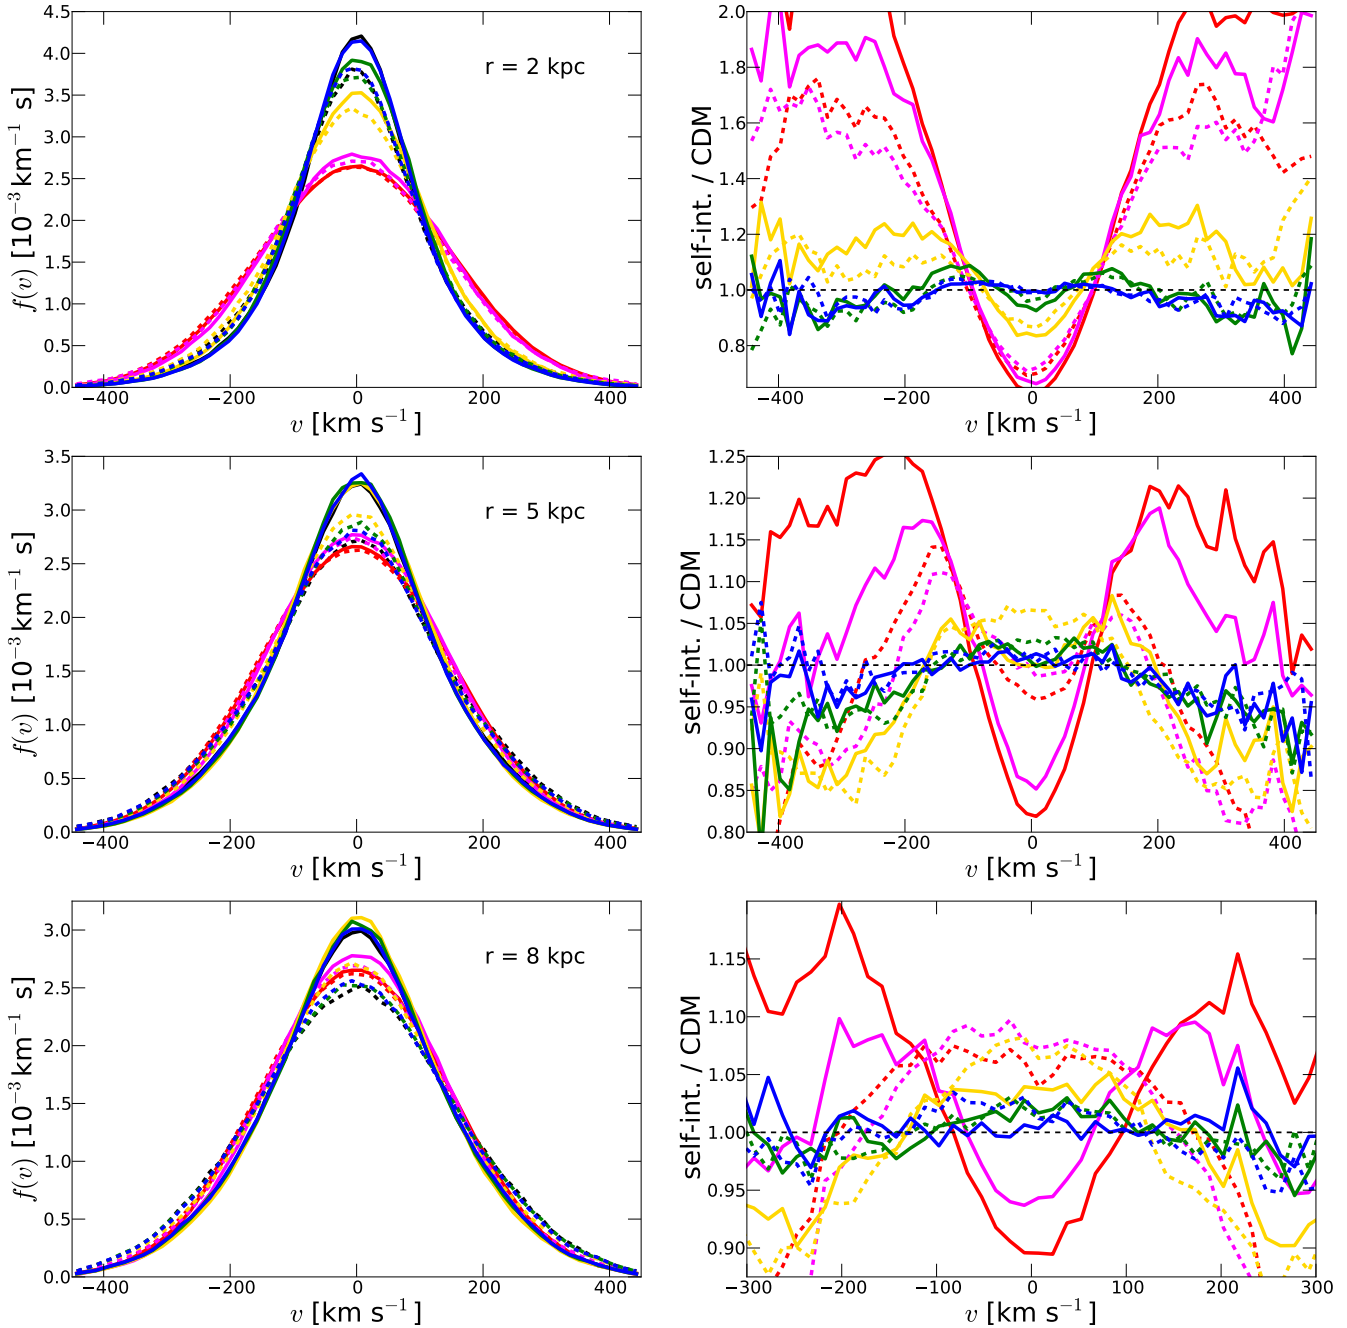 4.5
4.0
3.5
3.0
2.5
2.0
1.5
1.0
0.5
0.0
f(v) [10⁻³ km⁻¹ s]
r = 2 kpc
−400 −200 0 200 400
v [km s⁻¹]
2.0
1.8
1.6
1.4
1.2
1.0
0.8
self-int. / CDM
−400 −200 0 200 400
v [km s⁻¹]
3.5
3.0
2.5
2.0
1.5
1.0
0.5
0.0
f(v) [10⁻³ km⁻¹ s]
r = 5 kpc
−400 −200 0 200 400
v [km s⁻¹]
1.25
1.20
1.15
1.10
1.05
1.00
0.95
0.90
0.85
0.80
self-int. / CDM
−400 −200 0 200 400
v [km s⁻¹]
3.0
2.5
2.0
1.5
1.0
0.5
0.0
f(v) [10⁻³ km⁻¹ s]
r = 8 kpc
−400 −200 0 200 400
v [km s⁻¹]
1.15
1.10
1.05
1.00
0.95
0.90
self-int. / CDM
−300 −200 −100 0 100 200 300
v [km s⁻¹]